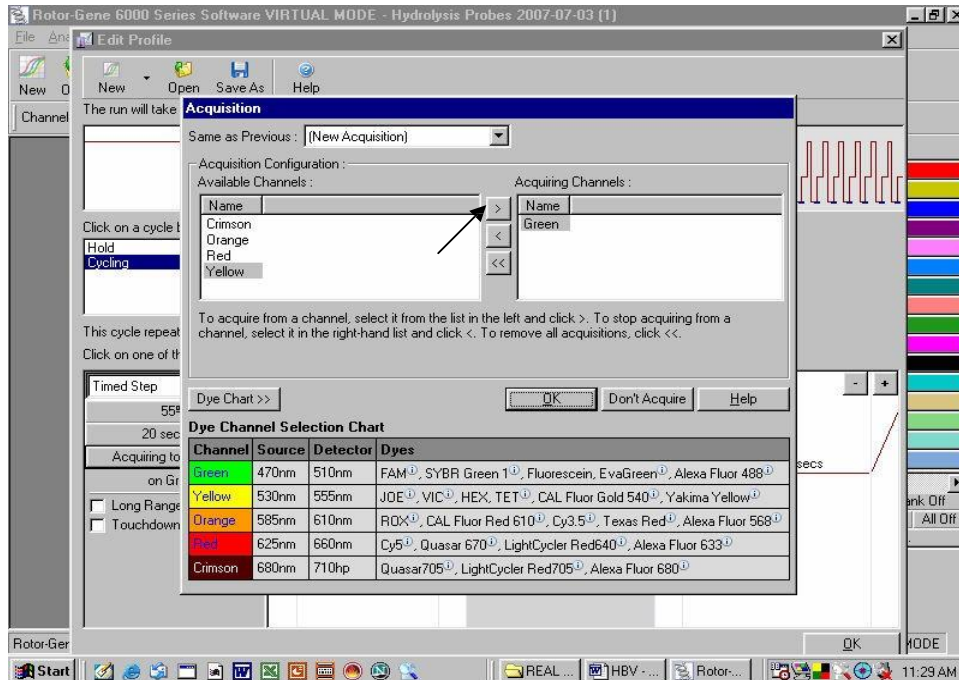 Rotor-Gene 6000 Series Software VIRTUAL MODE - Hydrolysis Probes 2007-07-03 (1)
File
Edit Profile
New
New Open Save As Help
Channel
The run will take
Acquisition
Same as Previous : (New Acquisition)
Acquisition Configuration :
Available Channels : Acquiring Channels :
Name > Name
Crimson Green
Orange <
Red
Yellow <<
Click on a cycle
Hold
Cycling
To acquire from a channel, select it from the list in the left and click >. To stop acquiring from a
channel, select it in the right-hand list and click <. To remove all acquisitions, click <<.
This cycle repeat
Click on one of th
Timed Step
- +
Dye Chart >> OK Don't Acquire Help
20 sec
Dye Channel Selection Chart
Acquiring to
secs
on Gr
Channel Source Detector Dyes
Green 470nm 510nm FAM, SYBR Green 1, Fluorescein, EvaGreen, Alexa Fluor 488
Yellow 530nm 555nm JOE, VIC, HEX, TET, CAL Fluor Gold 540, Yakima Yellow
Orange 585nm 610nm ROX, CAL Fluor Red 610, Cy3.5, Texas Red, Alexa Fluor 568
Red 625nm 660nm Cy5, Quasar 670, LightCycler Red640, Alexa Fluor 633
Crimson 680nm 710hp Quasar705, LightCycler Red705, Alexa Fluor 680
Long Range
Touchdown
ank Off
All Off
OK
Rotor-Ger
MODE
Start REAL ... HBV - ... Rotor-... 11:29 AM